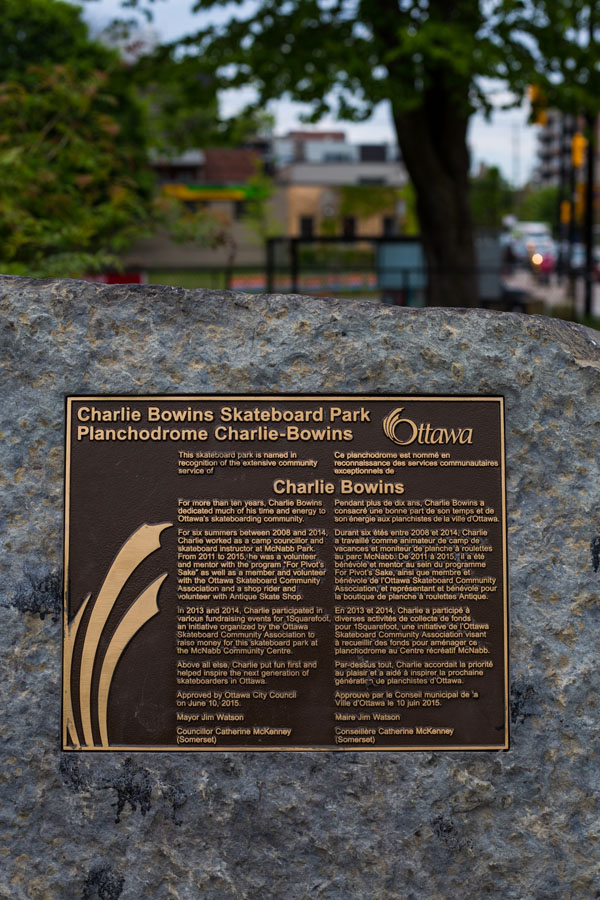 Charlie Bowins Skateboard Park
Planchodrome Charlie-Bowins
Ottawa
This skateboard park is named in
recognition of the extensive community
service of
Ce planchodrome est nommé en
reconnaissance des services communautaires
exceptionnels de
Charlie Bowins
For more than ten years, Charlie Bowins
dedicated much of his time and energy to
Ottawa's skateboarding community.
For six summers between 2008 and 2014,
Charlie worked as a camp councillor and
skateboard instructor at McNabb Park.
From 2011 to 2015, he was a volunteer
and mentor with the program "For Pivot's
Sake" as well as a member and volunteer
with the Ottawa Skateboard Community
Association and a shop rider and
volunteer with Antique Skate Shop.
In 2013 and 2014, Charlie participated in
various fundraising events for 1Squarefoot,
an initiative organized by the Ottawa
Skateboard Community Association to
raise money for this skateboard park at
the McNabb Community Centre.
Above all else, Charlie put fun first and
helped inspire the next generation of
skateboarders in Ottawa.
Approved by Ottawa City Council
on June 10, 2015.
Mayor Jim Watson
Councillor Catherine McKenney
(Somerset)
Pendant plus de dix ans, Charlie Bowins a
consacré une bonne part de son temps et de
son énergie aux planchistes de la ville d'Ottawa.
Durant six étés entre 2008 et 2014, Charlie
a travaillé comme animateur de camp de
vacances et moniteur de planche à roulettes
au parc McNabb. De 2011 à 2015, il a été
bénévole et mentor au sein du programme
For Pivot's Sake, ainsi que membre et
bénévole de l'Ottawa Skateboard Community
Association, et représentant et bénévole pour
la boutique de planche à roulettes Antique.
En 2013 et 2014, Charlie a participé à
diverses activités de collecte de fonds
pour 1Squarefoot, une initiative de l'Ottawa
Skateboard Community Association visant
à recueillir des fonds pour aménager ce
planchodrome au Centre récréatif McNabb.
Par-dessus tout, Charlie accordait la priorité
au plaisir et a aidé à inspirer la prochaine
génération de planchistes d'Ottawa.
Approuvé par le Conseil municipal de la
Ville d'Ottawa le 10 juin 2015.
Maire Jim Watson
Conseillère Catherine McKenney
(Somerset)